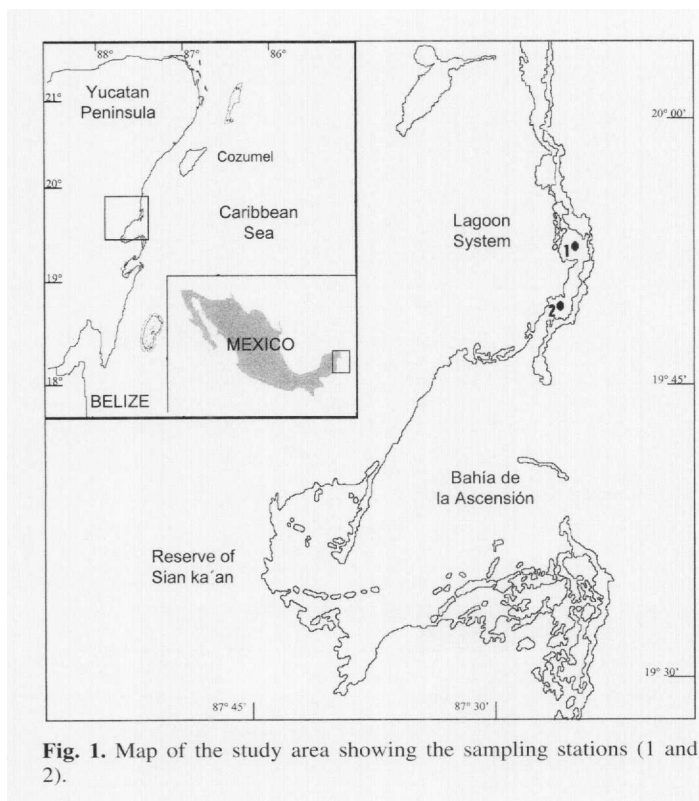 88°
87°
86°
Yucatan
Peninsula
21°
Cozumel
20°
Caribbean
Sea
19°
MEXICO
18°
BELIZE
20° 00'
Lagoon
System
1
2
19° 45'
Bahía de
la Ascensión
Reserve of
Sian ka´an
19° 30'
87° 45'
87° 30'
Fig. 1. Map of the study area showing the sampling stations (1 and
2).